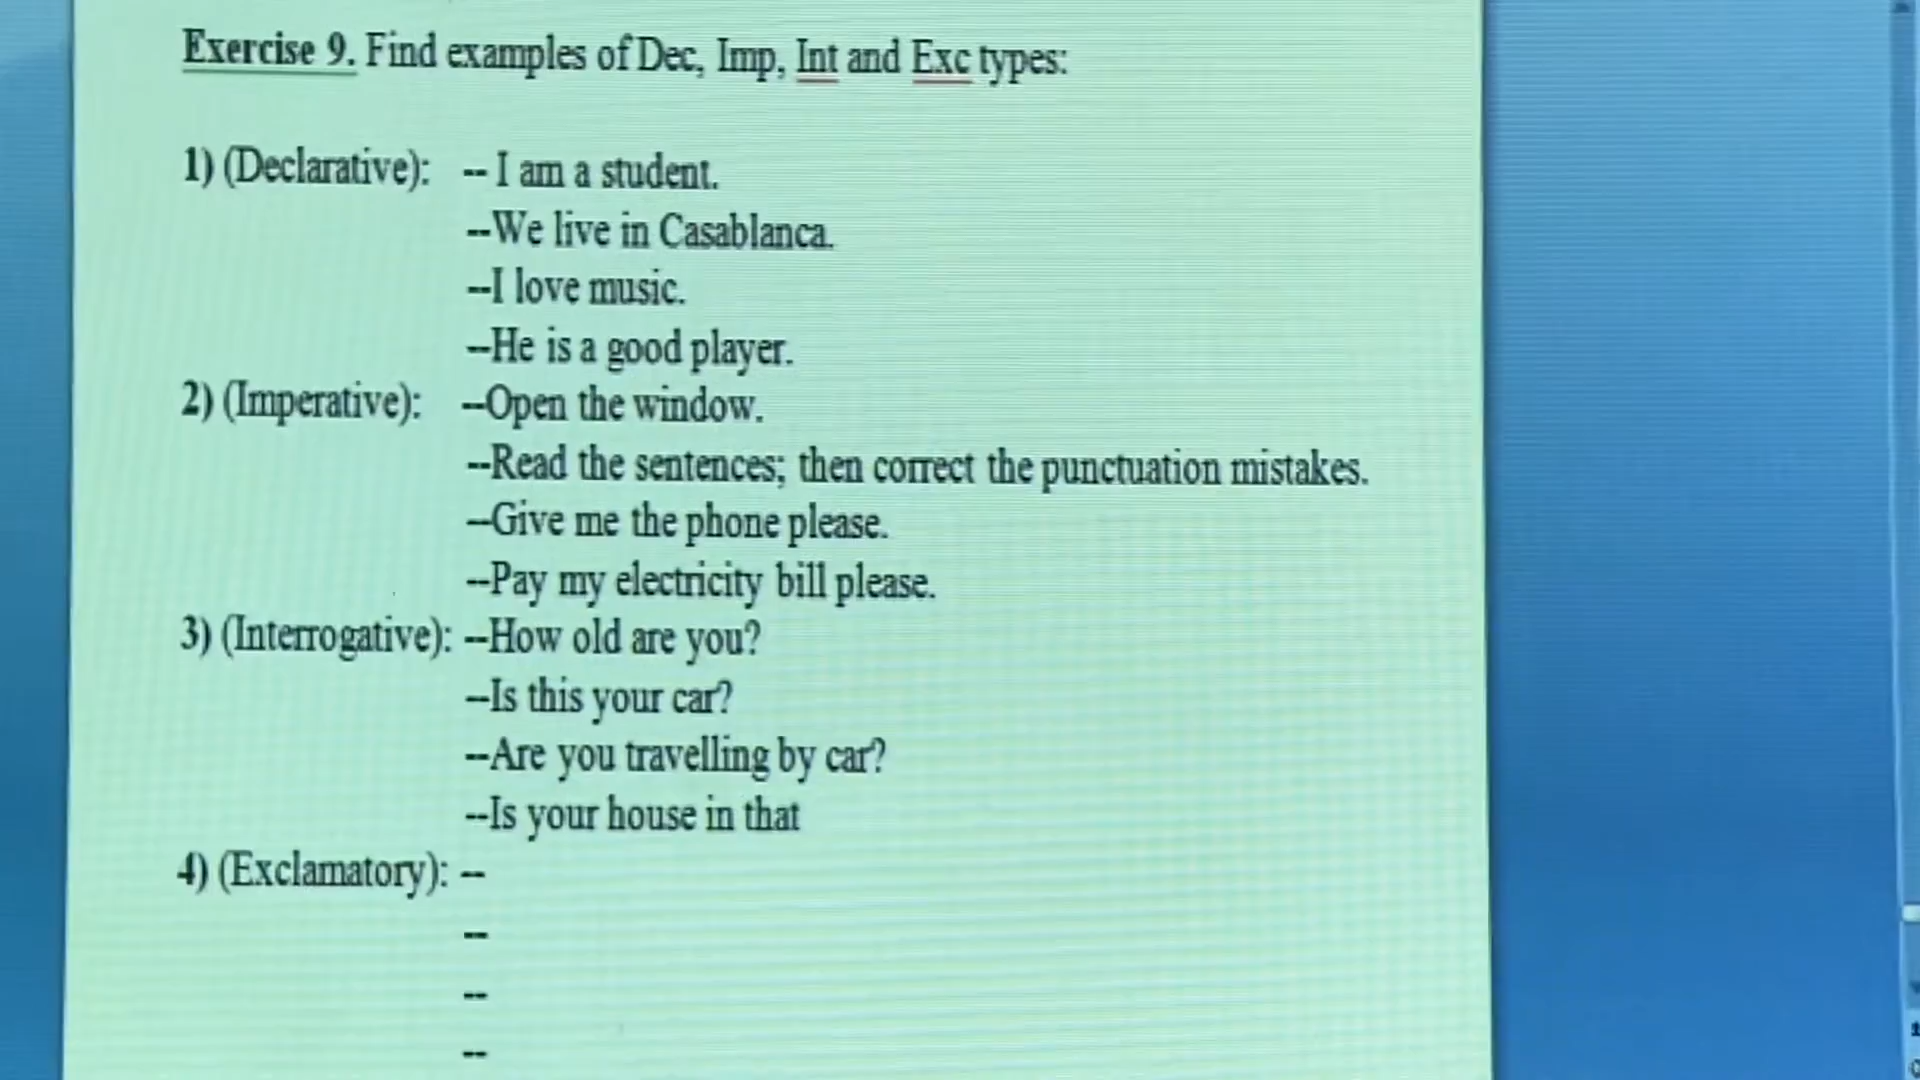 Exercise 9. Find examples of Dec, Imp, Int and Exc types:
1) (Declarative): -- I am a student.
--We live in Casablanca.
--I love music.
--He is a good player.
2) (Imperative): --Open the window.
--Read the sentences; then correct the punctuation mistakes.
--Give me the phone please.
--Pay my electricity bill please.
3) (Interrogative): --How old are you?
--Is this your car?
--Are you travelling by car?
--Is your house in that
4) (Exclamatory): --
--
--
--